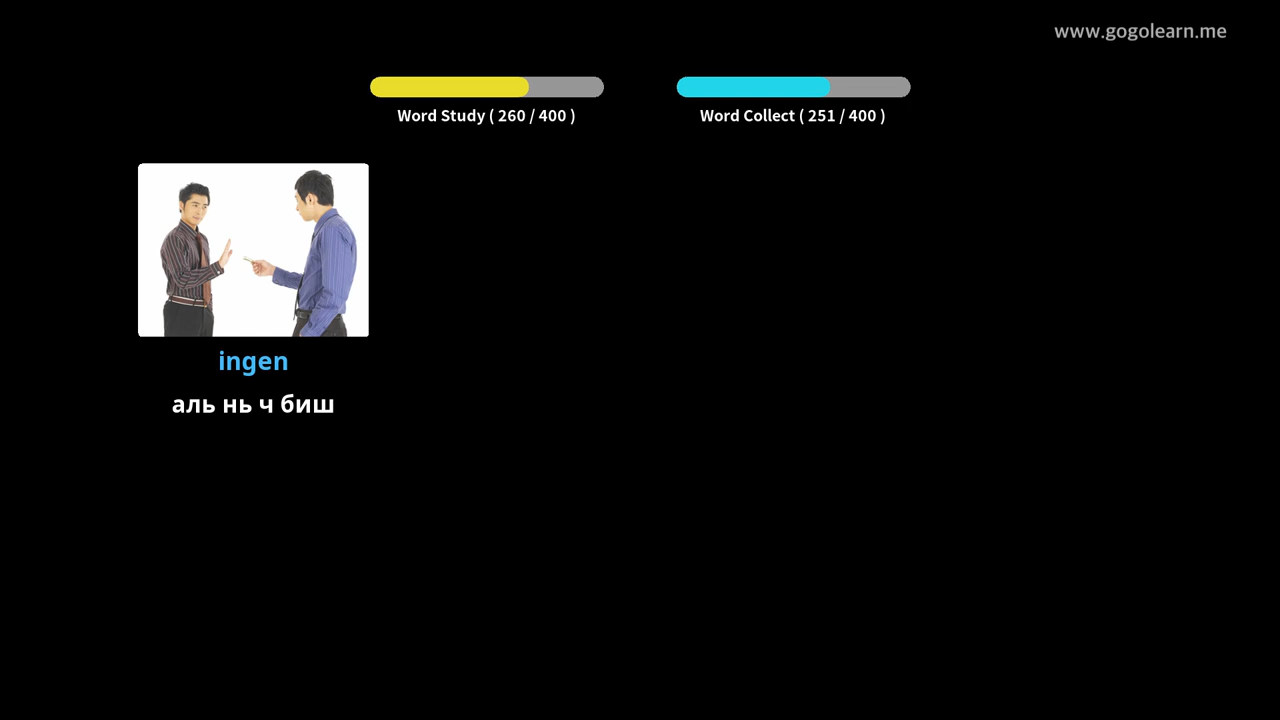 www.gogolearn.me
Word Study ( 260 / 400 )
Word Collect ( 251 / 400 )
ingen
аль нь ч биш